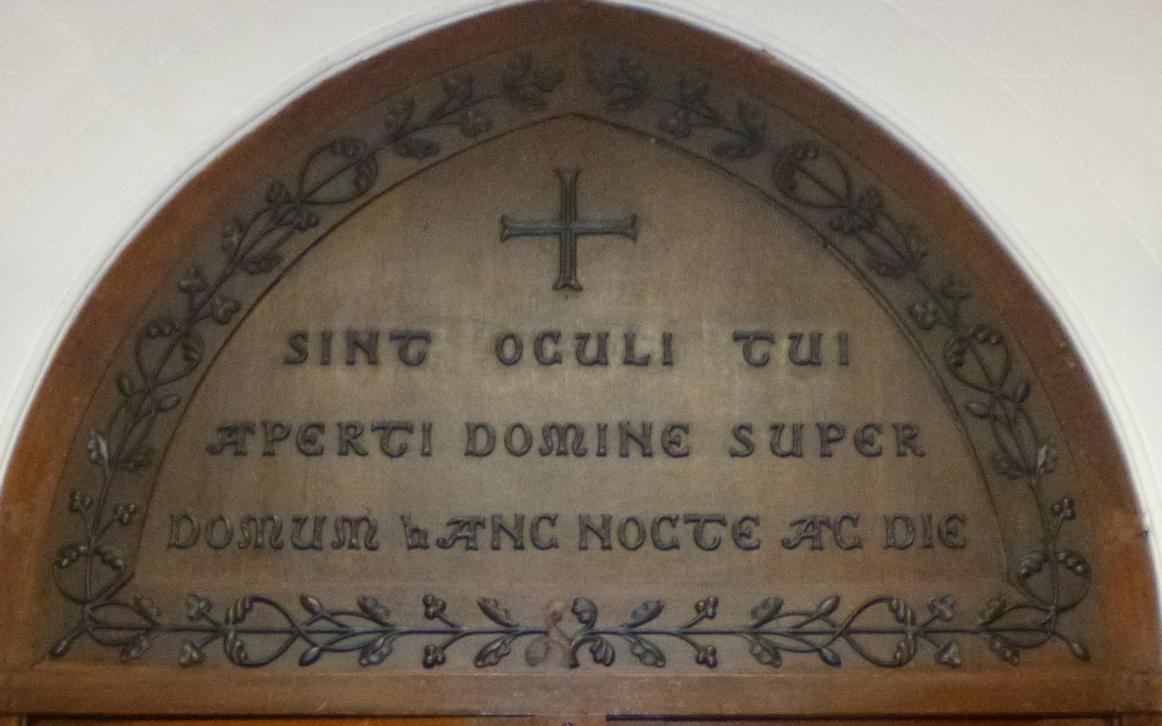 SINT OCULI TUI
APERTI DOMINE SUPER
DOMUM hANC NOCTE AC DIE